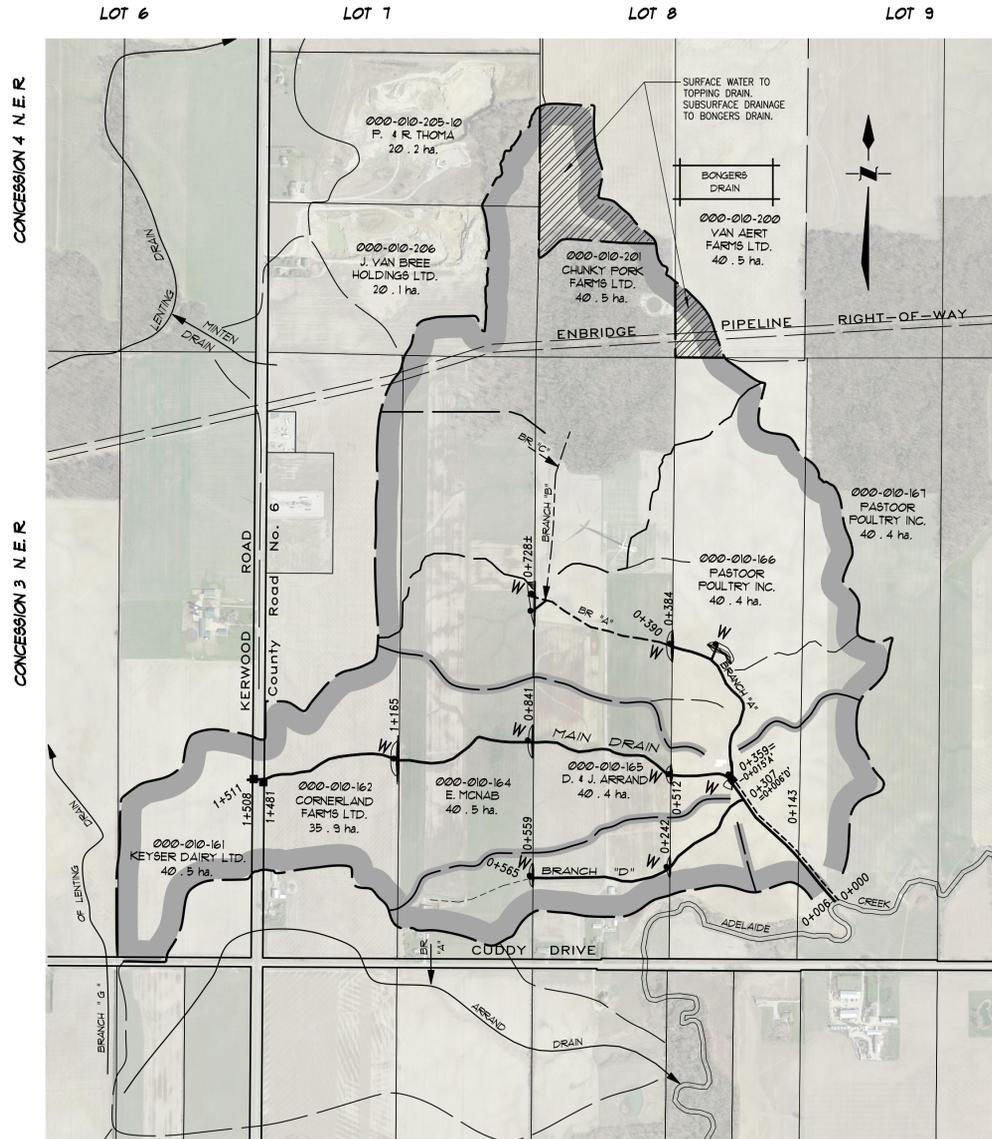 LOT 6
LOT 7
LOT 8
LOT 9
CONCESSION 4 N.E.R
CONCESSION 3 N.E.R
SURFACE WATER TO
TOPPING DRAIN.
SUBSURFACE DRAINAGE
TO BONGERS DRAIN.
000-010-205-10
P. & R. THOMA
20.2 ha.
BONGERS
DRAIN
N
000-010-200
VAN AERT
FARMS LTD.
40.5 ha.
000-010-206
J. VAN BREE
HOLDINGS LTD.
20.1 ha.
000-010-201
CHUNKY PORK
FARMS LTD.
40.5 ha.
LENTING DRAIN
MINTEN
DRAIN
ENBRIDGE PIPELINE RIGHT-OF-WAY
BR. "C"
BRANCH "B"
000-010-167
PASTOOR
POULTRY INC.
40.4 ha.
KERWOOD ROAD
County Road No. 6
0+728±
W
000-010-166
PASTOOR
POULTRY INC.
40.4 ha.
BR. "A"
0+390
0+384
W
W
BRANCH "A"
1+165
W
0+841
W
MAIN DRAIN
W
0+512
W
0+359=
-0+015'A'
0+307
=0+006'D'
0+143
1+511
1+508
1+481
000-010-162
CORNERLAND
FARMS LTD.
35.9 ha.
000-010-164
E. MCNAB
40.5 ha.
000-010-165
D. & J. ARRAND
40.4 ha.
000-010-161
KEYSER DAIRY LTD.
40.5 ha.
0+559
0+565
W
BRANCH "D"
0+242
W
0+006
0+000
DRAIN
OF LENTING
ADELAIDE CREEK
BR. "A"
CUDDY DRIVE
BRANCH "G"
ARRAND DRAIN